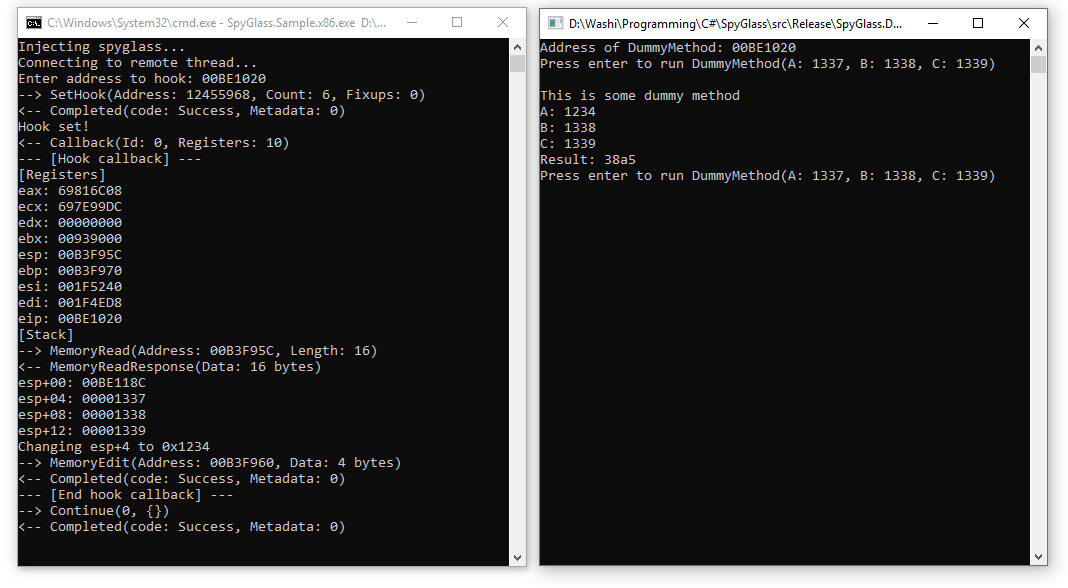 C:\Windows\System32\cmd.exe - SpyGlass.Sample.x86.exe D:\...
Injecting spyglass...
Connecting to remote thread...
Enter address to hook: 00BE1020
--> SetHook(Address: 12455968, Count: 6, Fixups: 0)
<-- Completed(code: Success, Metadata: 0)
Hook set!
<-- Callback(Id: 0, Registers: 10)
--- [Hook callback] ---
[Registers]
eax: 69816C08
ecx: 697E99DC
edx: 00000000
ebx: 00939000
esp: 00B3F95C
ebp: 00B3F970
esi: 001F5240
edi: 001F4ED8
eip: 00BE1020
[Stack]
--> MemoryRead(Address: 00B3F95C, Length: 16)
<-- MemoryReadResponse(Data: 16 bytes)
esp+00: 00BE118C
esp+04: 00001337
esp+08: 00001338
esp+12: 00001339
Changing esp+4 to 0x1234
--> MemoryEdit(Address: 00B3F960, Data: 4 bytes)
<-- Completed(code: Success, Metadata: 0)
--- [End hook callback] ---
--> Continue(0, {})
<-- Completed(code: Success, Metadata: 0)
D:\Washi\Programming\C#\SpyGlass\src\Release\SpyGlass.D...
Address of DummyMethod: 00BE1020
Press enter to run DummyMethod(A: 1337, B: 1338, C: 1339)
This is some dummy method
A: 1234
B: 1338
C: 1339
Result: 38a5
Press enter to run DummyMethod(A: 1337, B: 1338, C: 1339)